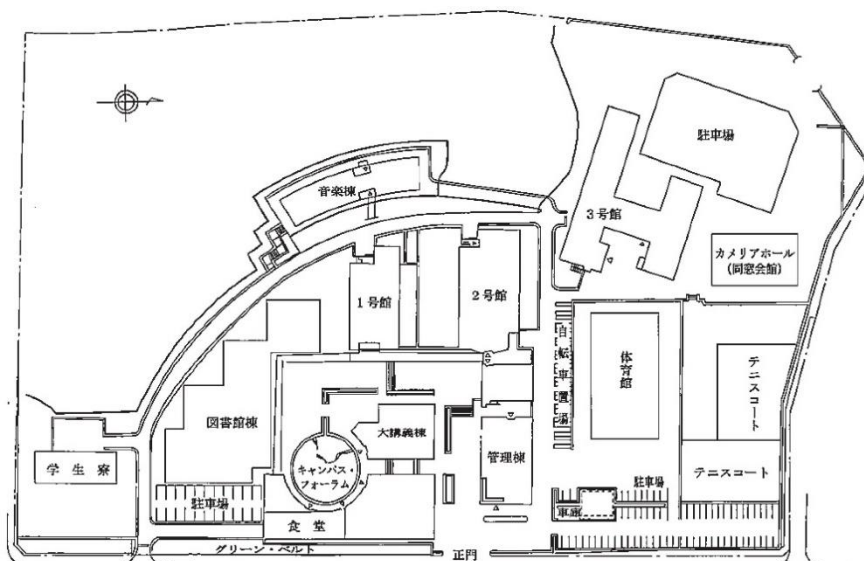 駐車場
音楽棟
3号館
カメリアホール
(同窓会館)
1号館
2号館
自転車置場
体育館
テニスコート
図書館棟
大講義棟
キャンパス・
フォーラム
管理棟
学生寮
駐車場
駐車場
テニスコート
車庫
食堂
グリーン・ベルト
正門